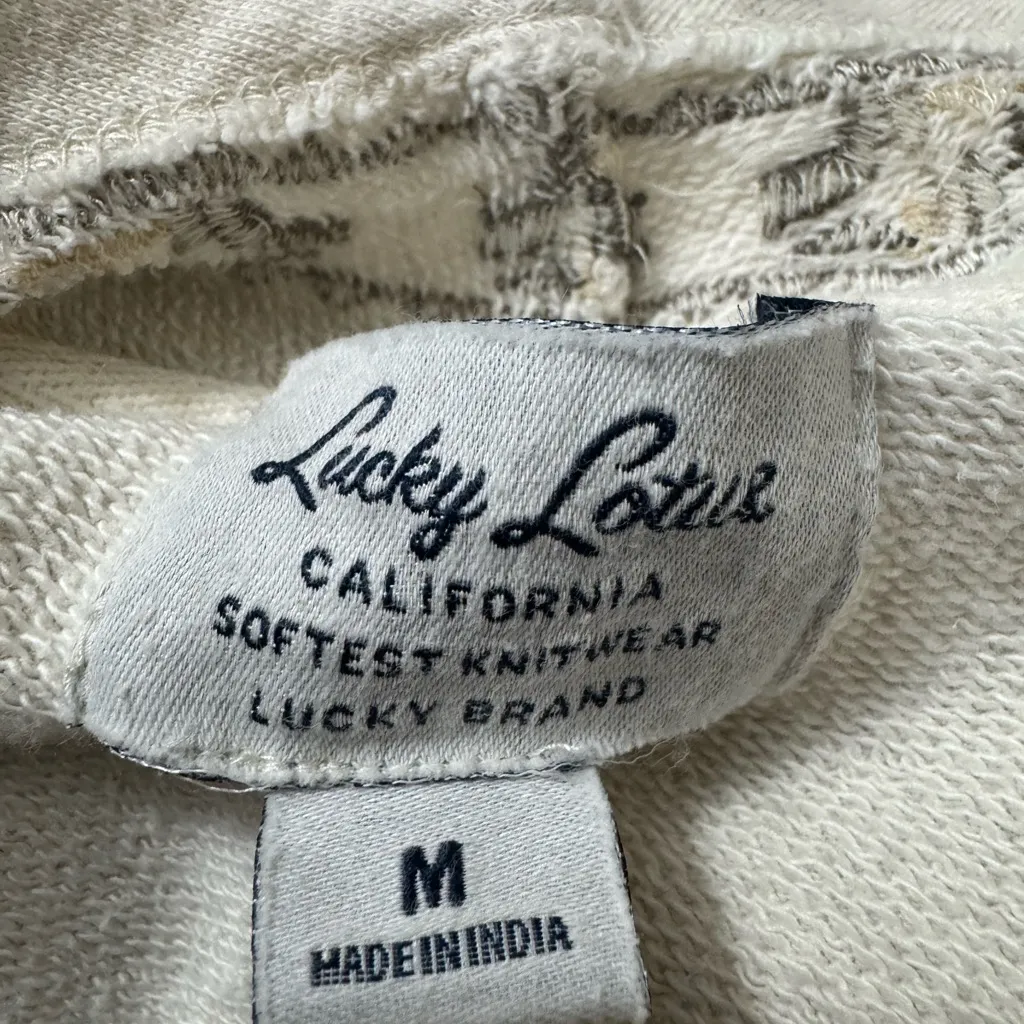 Lucky Lotus
CALIFORNIA
SOFTEST KNITWEAR
LUCKY BRAND
M
MADE IN INDIA